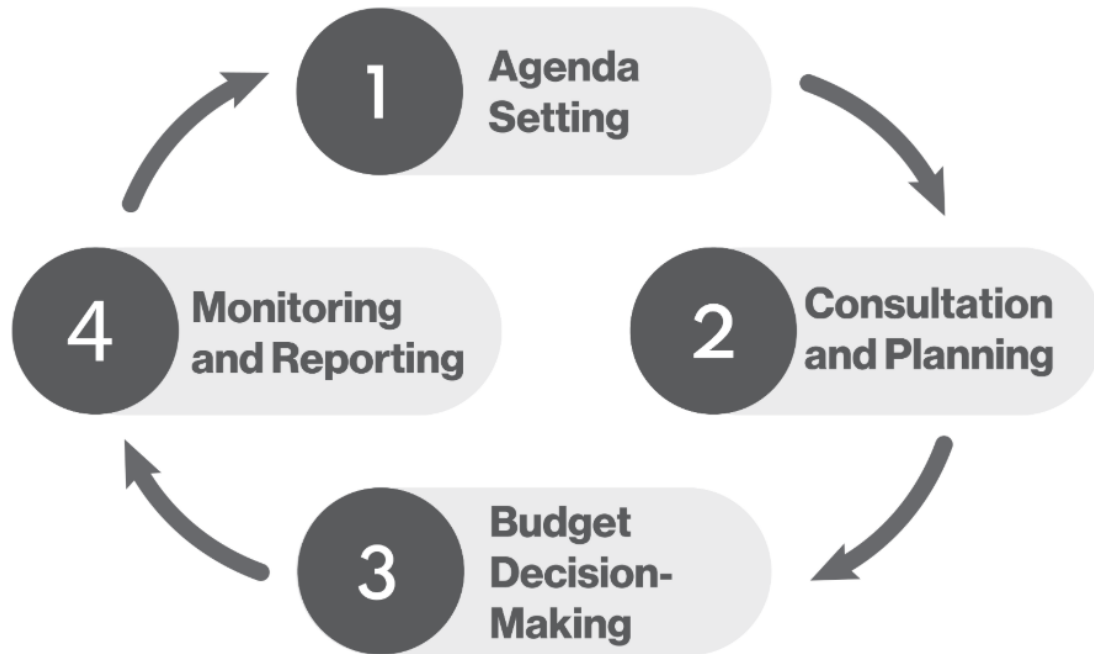 1
Agenda
Setting
2
Consultation
and Planning
3
Budget
Decision-
Making
4
Monitoring
and Reporting